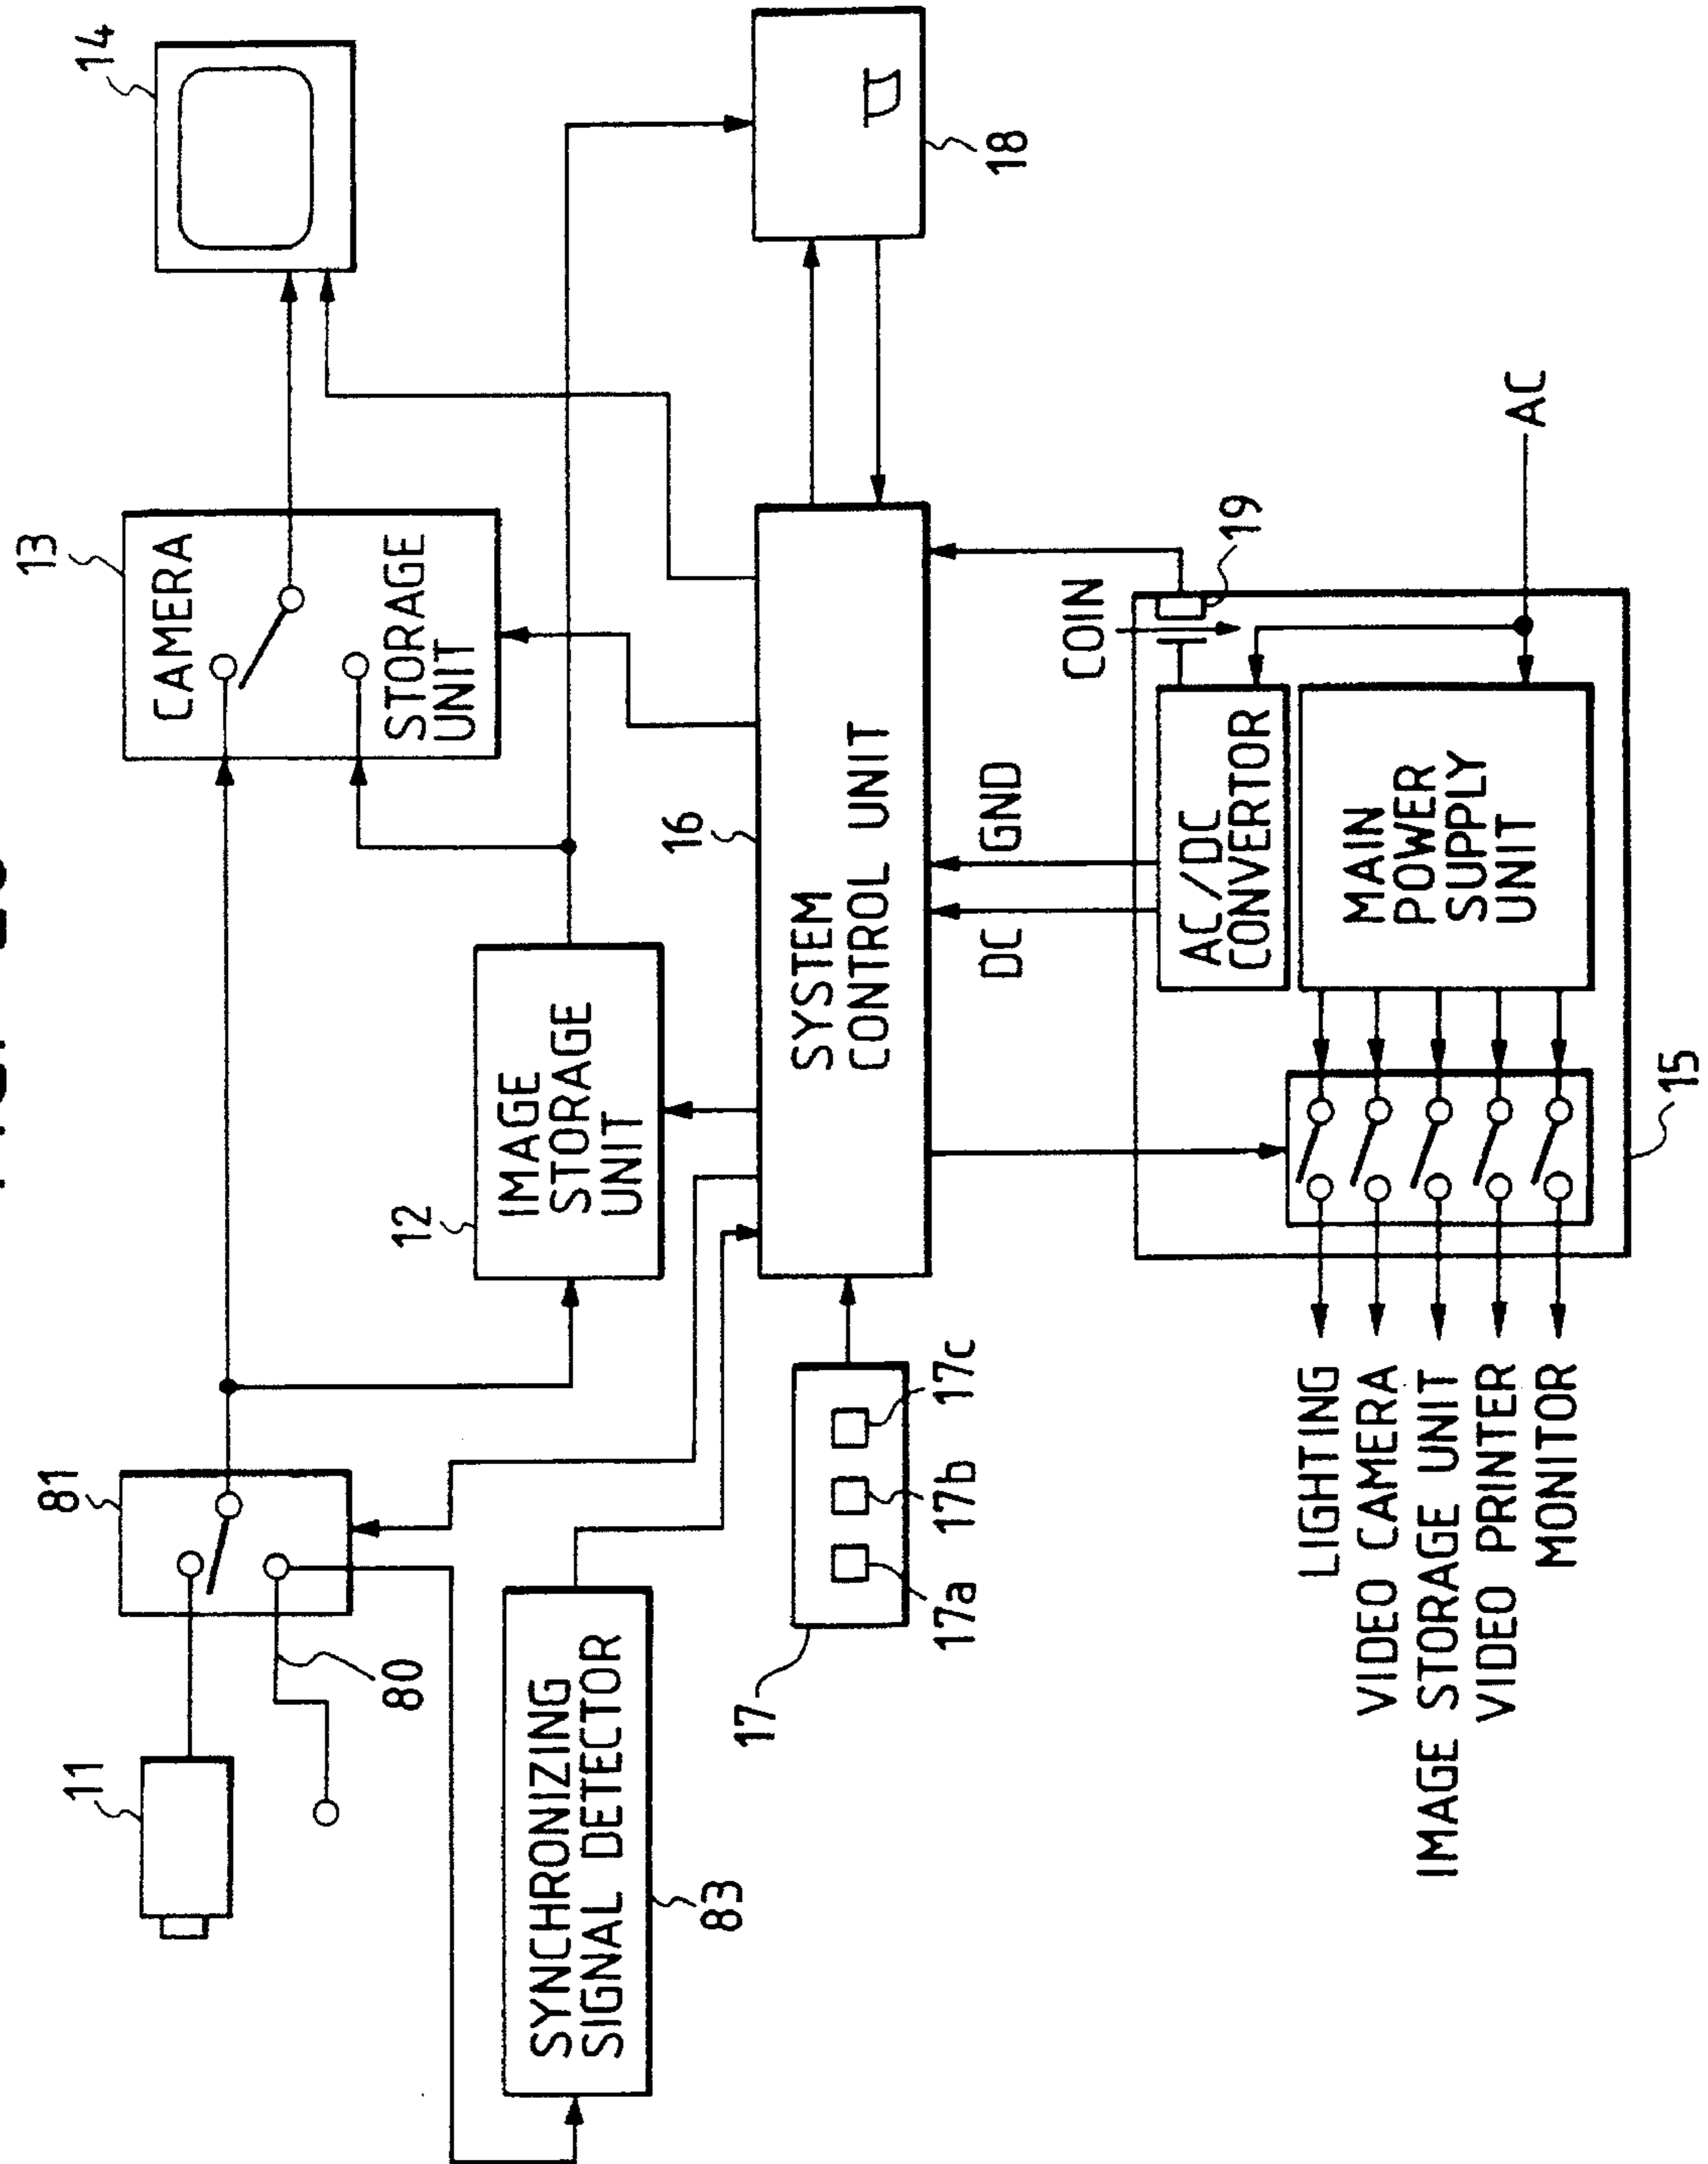 11
81
13
14
CAMERA
STORAGE
UNIT
80
12
IMAGE
STORAGE
UNIT
SYNCHRONIZING
SIGNAL DETECTOR
83
16
SYSTEM
CONTROL UNIT
18
17
17a
17b
17c
DC
GND
COIN
19
AC/DC
CONVERTOR
MAIN
POWER
SUPPLY
UNIT
AC
LIGHTING
VIDEO CAMERA
IMAGE STORAGE UNIT
VIDEO PRINTER
MONITOR
15